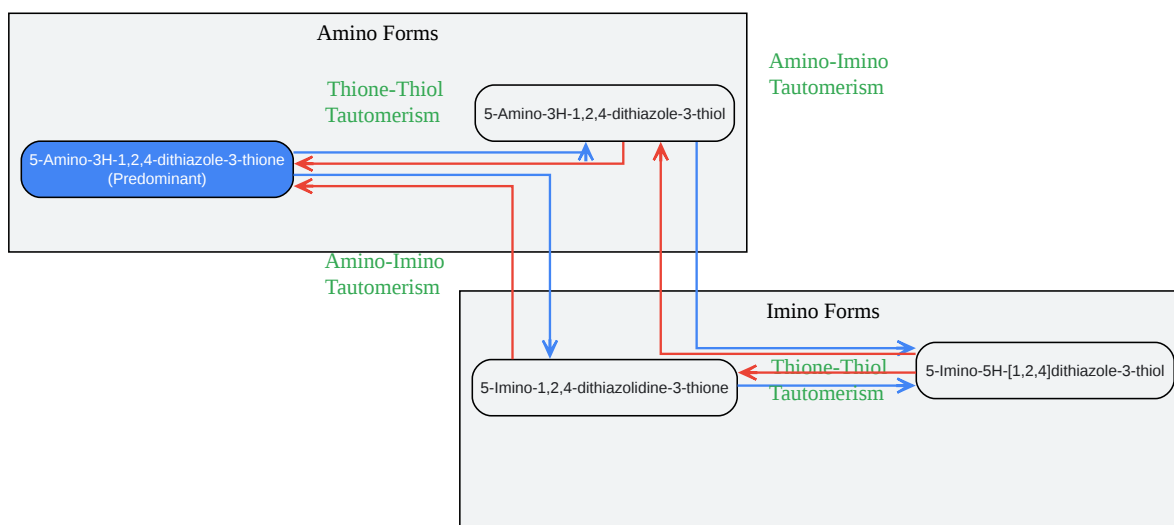 Amino Forms
Amino-Imino
Tautomerism
Thione-Thiol
Tautomerism
5-Amino-3H-1,2,4-dithiazole-3-thiol
5-Amino-3H-1,2,4-dithiazole-3-thione
(Predominant)
Amino-Imino
Tautomerism
Imino Forms
Thione-Thiol
Tautomerism
5-Imino-1,2,4-dithiazolidine-3-thione
5-Imino-5H-[1,2,4]dithiazole-3-thiol